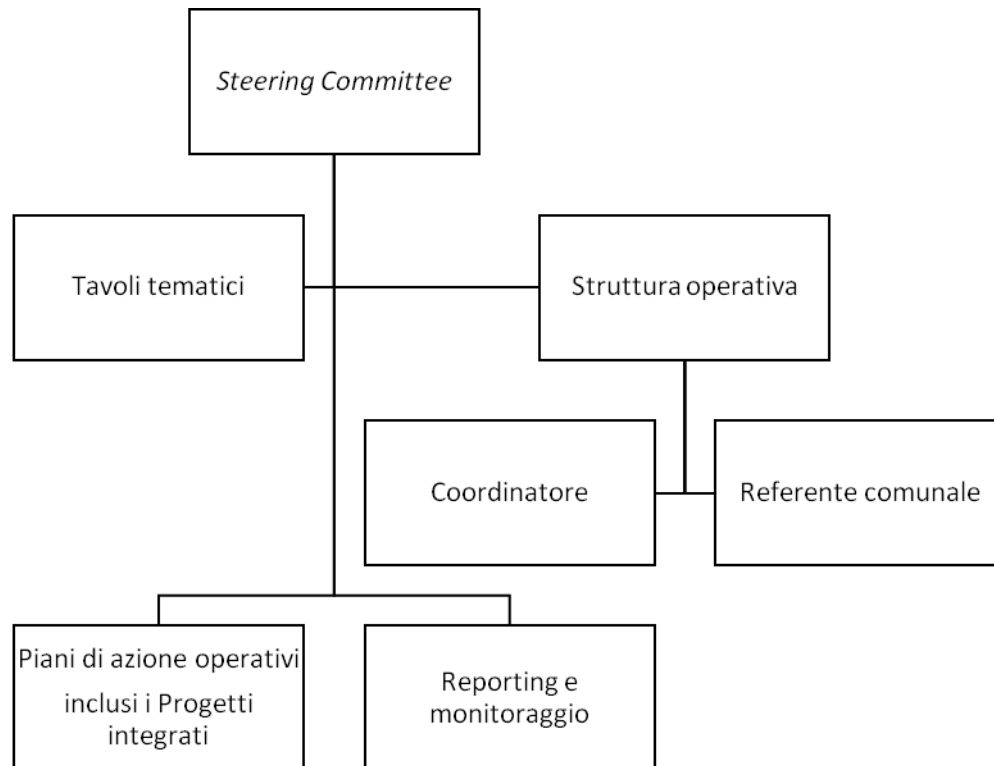 Steering Committee
Tavoli tematici
Struttura operativa
Coordinatore
Referente comunale
Piani di azione operativi
inclusi i Progetti
integrati
Reporting e
monitoraggio